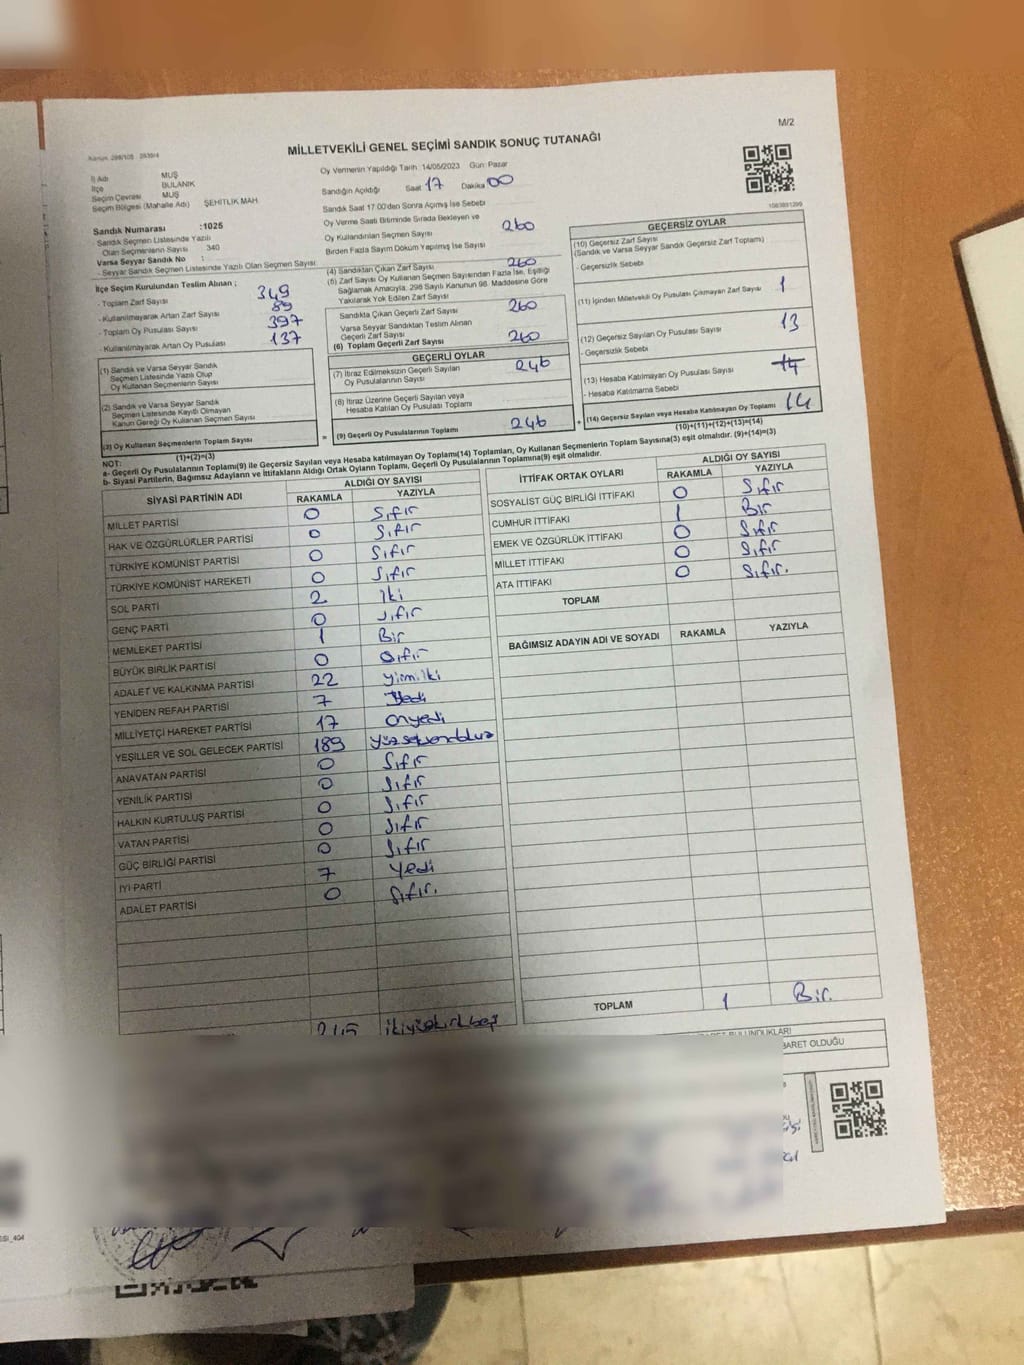 M/2
MİLLETVEKİLİ GENEL SEÇİMİ SANDIK SONUÇ TUTANAĞI
İl Adı MUŞ
İlçe BULANIK
Seçim Çevresi MUŞ
Seçim Bölgesi (Mahalle Adı) ŞEHİTLİK MAH
Sandık Numarası :1025
- Sandık Seçmen Listesinde Yazılı
Olan Seçmenlerin Sayısı 340
Varsa Seyyar Sandık No :
- Seyyar Sandık Seçmen Listesinde Yazılı Olan Seçmen Sayısı:
İlçe Seçim Kurulundan Teslim Alınan ;
- Toplam Zarf Sayısı 349
- Kullanılmayarak Artan Zarf Sayısı 89
- Toplam Oy Pusulası Sayısı 397
- Kullanılmayarak Artan Oy Pusulası 137
(1) Sandık ve Varsa Seyyar Sandık
Seçmen Listesinde Yazılı Olup
Oy Kullanan Seçmenlerin Sayısı
(2) Sandık ve Varsa Seyyar Sandık
Seçmen Listesinde Kayıtlı Olmayan
Kanun Gereği Oy Kullanan Seçmen Sayısı
(3) Oy Kullanan Seçmenlerin Toplam Sayısı
(1)+(2)=(3)
Oy Vermenin Yapıldığı Tarih: 14/05/2023 Gün: Pazar
Sandığın Açıldığı Saat 17 Dakika 00
Sandık Saat 17:00'den Sonra Açımış İse Sebebi
Oy Verme Saati Bitiminde Sırada Bekleyen ve
Oy Kullandırılan Seçmen Sayısı 260
Birden Fazla Sayım Döküm Yapılmış İse Sayısı
(4) Sandıktan Çıkan Zarf Sayısı 260
(5) Zarf Sayısı Oy Kullanan Seçmen Sayısından Fazla İse, Eşitliği
Sağlamak Amacıyla; 298 Sayılı Kanunun 98. Maddesine Göre
Yakılarak Yok Edilen Zarf Sayısı
Sandıkta Çıkan Geçerli Zarf Sayısı 260
Varsa Seyyar Sandıktan Teslim Alınan
Geçerli Zarf Sayısı
(6) Toplam Geçerli Zarf Sayısı 260
GEÇERLİ OYLAR
(7) İtiraz Edilmeksizin Geçerli Sayılan
Oy Pusulalarının Sayısı 246
(8) İtiraz Üzerine Geçerli Sayılan veya
Hesaba Katılan Oy Pusulası Toplamı
= (9) Geçerli Oy Pusulalarının Toplamı 246 +
GEÇERSİZ OYLAR
(10) Geçersiz Zarf Sayısı
(Sandık ve Varsa Seyyar Sandık Geçersiz Zarf Toplamı)
- Geçersizlik Sebebi
(11) İçinden Milletvekili Oy Pusulası Çıkmayan Zarf Sayısı 1
(12) Geçersiz Sayılan Oy Pusulası Sayısı 13
- Geçersizlik Sebebi
(13) Hesaba Katılmayan Oy Pusulası Sayısı 14
- Hesaba Katılmama Sebebi
(14) Geçersiz Sayılan veya Hesaba Katılmayan Oy Toplamı 14
(10)+(11)+(12)+(13)=(14)
NOT:
a- Geçerli Oy Pusulalarının Toplamı(9) ile Geçersiz Sayılan veya Hesaba katılmayan Oy Toplamı(14) Toplamları, Oy Kullanan Seçmenlerin Toplam Sayısına(3) eşit olmalıdır. (9)+(14)=(3)
b- Siyasi Partilerin, Bağımsız Adayların ve İttifakların Aldığı Ortak Oyların Toplamı, Geçerli Oy Pusulalarının Toplamına(9) eşit olmalıdır.
SİYASİ PARTİNİN ADI ALDIĞI OY SAYISI
RAKAMLA YAZIYLA
MİLLET PARTİSİ 0 Sıfır
HAK VE ÖZGÜRLÜKLER PARTİSİ 0 Sıfır
TÜRKİYE KOMÜNİST PARTİSİ 0 Sıfır
TÜRKİYE KOMÜNİST HAREKETİ 0 Sıfır
SOL PARTİ 2 İki
GENÇ PARTİ 0 Sıfır
MEMLEKET PARTİSİ 1 Bir
BÜYÜK BİRLİK PARTİSİ 0 Sıfır
ADALET VE KALKINMA PARTİSİ 22 yirmiiki
YENİDEN REFAH PARTİSİ 7 Yedi
MİLLİYETÇİ HAREKET PARTİSİ 17 Onyedi
YEŞİLLER VE SOL GELECEK PARTİSİ 189 yüzseksendokuz
ANAVATAN PARTİSİ 0 Sıfır
YENİLİK PARTİSİ 0 Sıfır
HALKIN KURTULUŞ PARTİSİ 0 Sıfır
VATAN PARTİSİ 0 Sıfır
GÜÇ BİRLİĞİ PARTİSİ 0 Sıfır
İYİ PARTİ 7 Yedi
ADALET PARTİSİ 0 Sıfır.
245 ikiyüzkırkbeş
İTTİFAK ORTAK OYLARI ALDIĞI OY SAYISI
RAKAMLA YAZIYLA
SOSYALİST GÜÇ BİRLİĞİ İTTİFAKI 0 Sıfır
CUMHUR İTTİFAKI 1 Bir
EMEK VE ÖZGÜRLÜK İTTİFAKI 0 Sıfır
MİLLET İTTİFAKI 0 Sıfır
ATA İTTİFAKI 0 Sıfır.
TOPLAM
BAĞIMSIZ ADAYIN ADI VE SOYADI RAKAMLA YAZIYLA
TOPLAM 1 Bir.
BULUNDUKLARI
BARET OLDUĞU